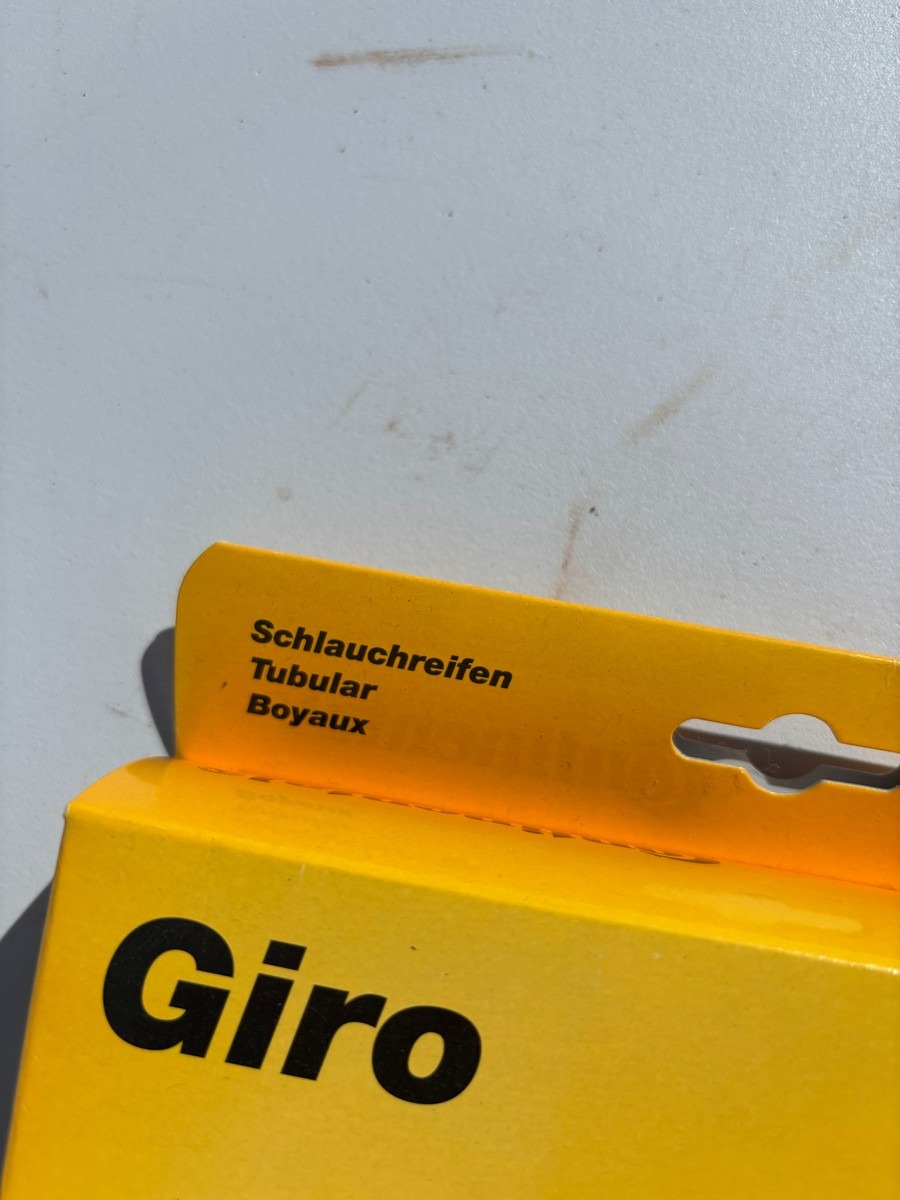 Schlauchreifen
Tubular
Boyaux
Giro